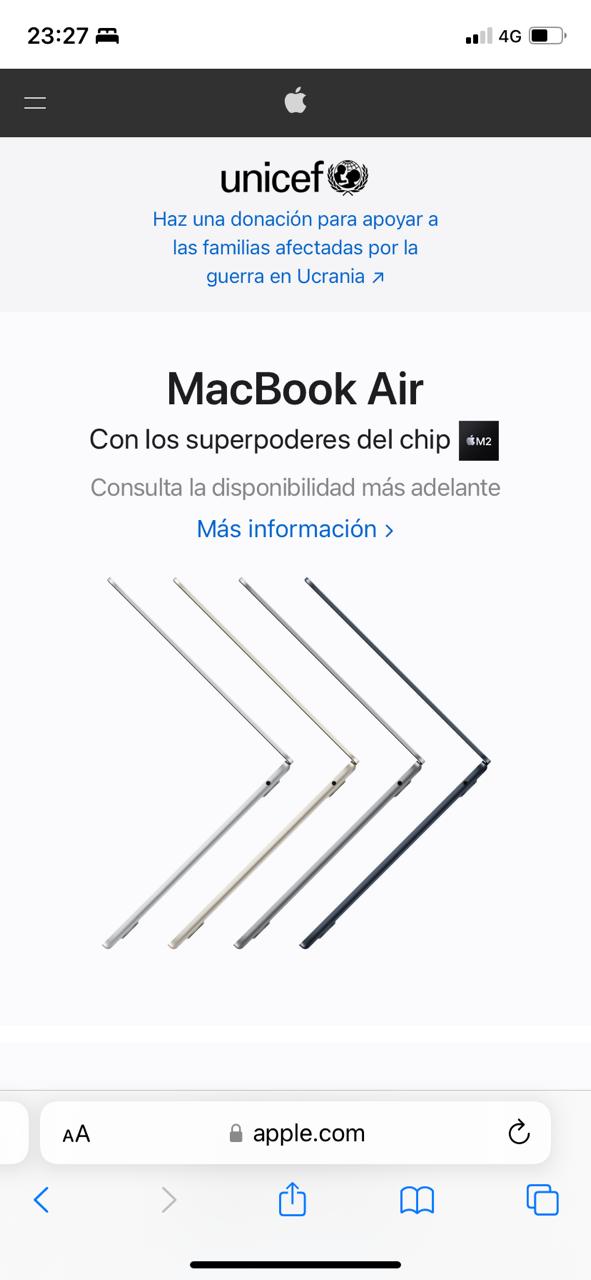 23:27
4G
unicef
Haz una donación para apoyar a
las familias afectadas por la
guerra en Ucrania ↗
MacBook Air
Con los superpoderes del chip M2
Consulta la disponibilidad más adelante
Más información >
AA
apple.com